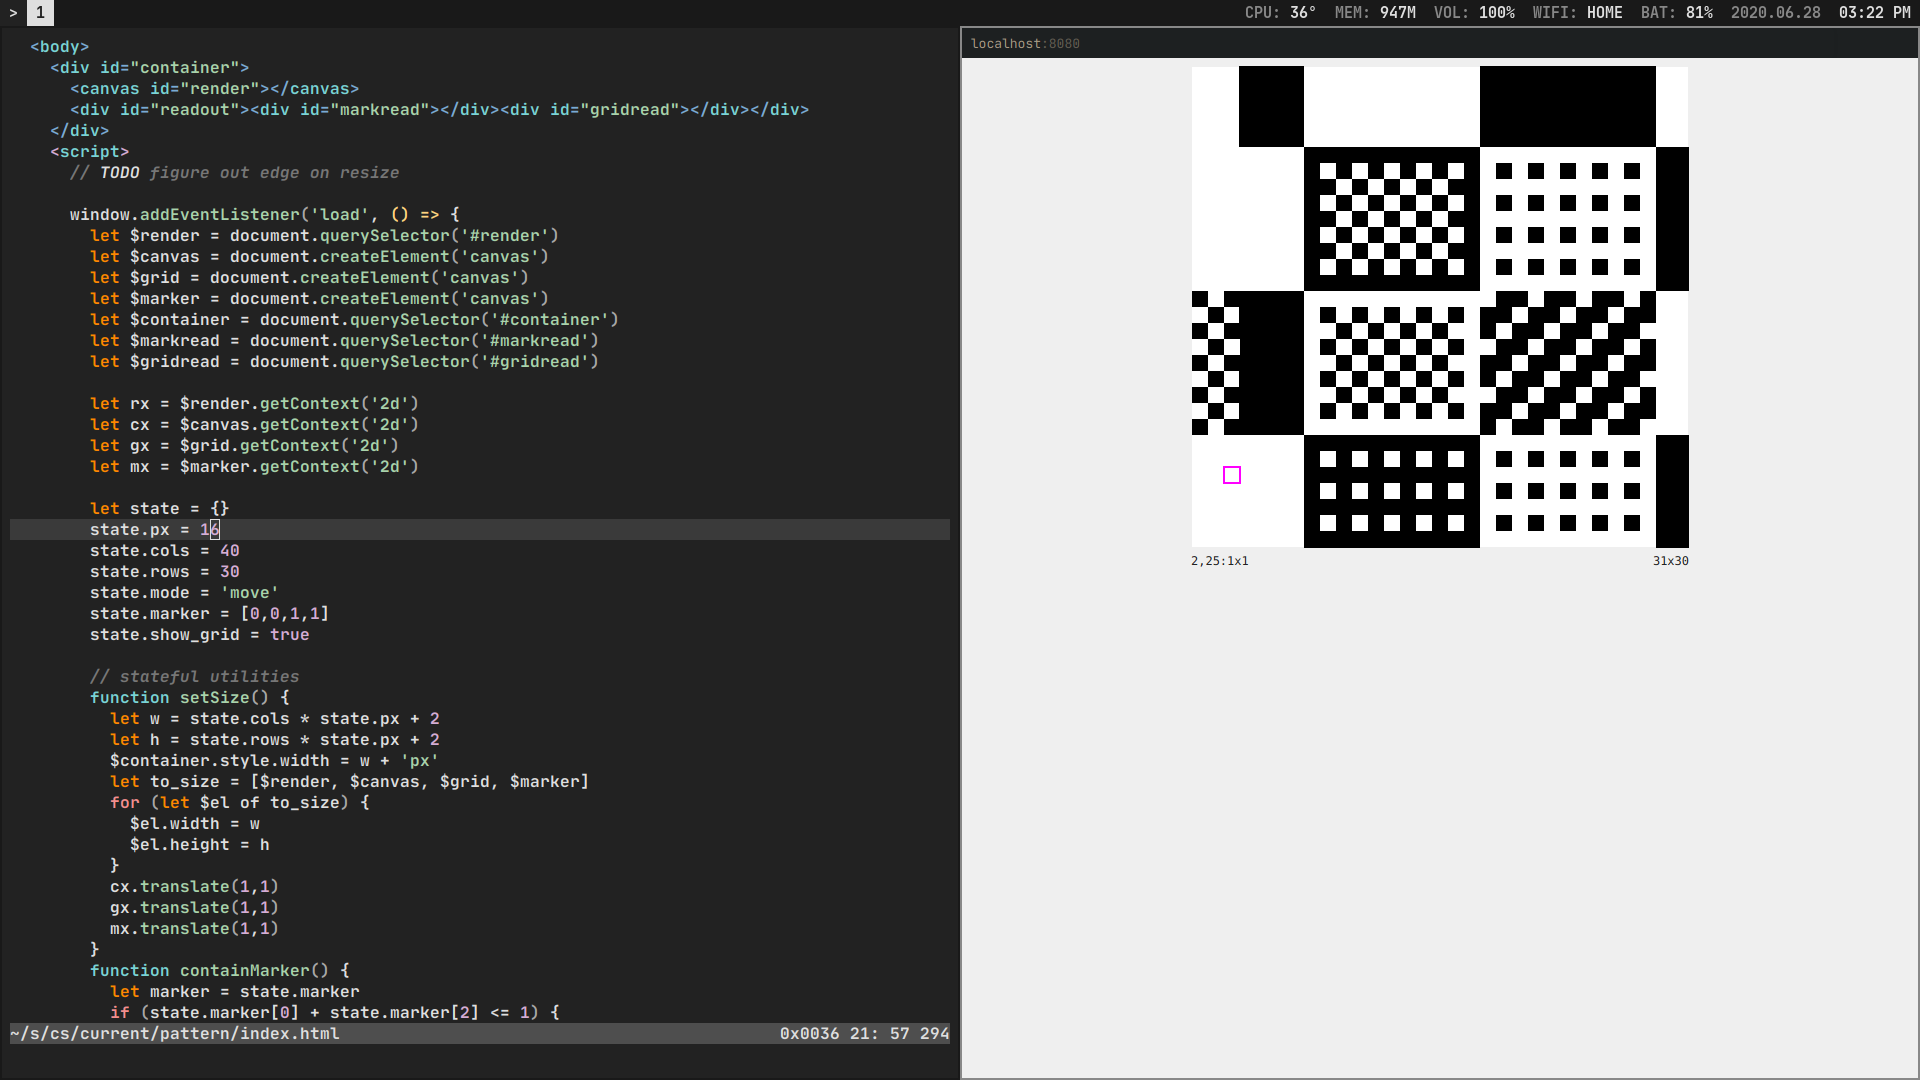 > 1 CPU: 36° MEM: 947M VOL: 100% WIFI: HOME BAT: 81% 2020.06.28 03:22 PM
<body>
<div id="container">
<canvas id="render"></canvas>
<div id="readout"><div id="markread"></div><div id="gridread"></div></div>
</div>
<script>
// TODO figure out edge on resize
window.addEventListener('load', () => {
let $render = document.querySelector('#render')
let $canvas = document.createElement('canvas')
let $grid = document.createElement('canvas')
let $marker = document.createElement('canvas')
let $container = document.querySelector('#container')
let $markread = document.querySelector('#markread')
let $gridread = document.querySelector('#gridread')
let rx = $render.getContext('2d')
let cx = $canvas.getContext('2d')
let gx = $grid.getContext('2d')
let mx = $marker.getContext('2d')
let state = {}
state.px = 16
state.cols = 40
state.rows = 30
state.mode = 'move'
state.marker = [0,0,1,1]
state.show_grid = true
// stateful utilities
function setSize() {
let w = state.cols * state.px + 2
let h = state.rows * state.px + 2
$container.style.width = w + 'px'
let to_size = [$render, $canvas, $grid, $marker]
for (let $el of to_size) {
$el.width = w
$el.height = h
}
cx.translate(1,1)
gx.translate(1,1)
mx.translate(1,1)
}
function containMarker() {
let marker = state.marker
if (state.marker[0] + state.marker[2] <= 1) {
~/s/cs/current/pattern/index.html 0x0036 21: 57 294
localhost:8080
2,25:1x1 31x30